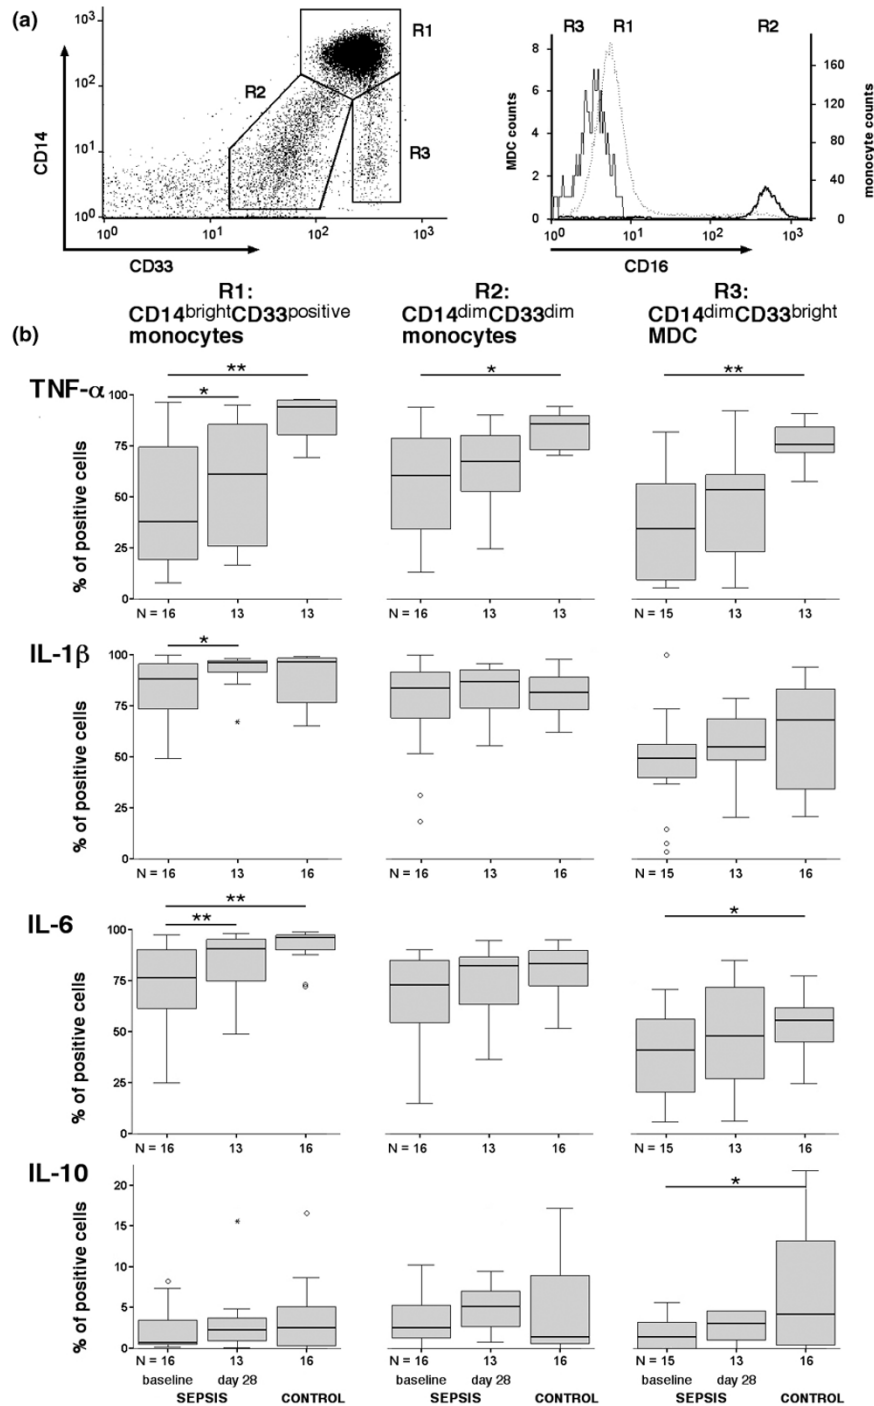 (a)
10³
10²
10¹
10⁰
CD14
R1
R2
R3
10⁰ 10¹ 10² 10³
CD33
R3 R1 R2
8
6
4
2
0
MDC counts
160
120
80
40
0
monocyte counts
10⁰ 10¹ 10² 10³
CD16
(b)
R1:
CD14brightCD33positive
monocytes
R2:
CD14dimCD33dim
monocytes
R3:
CD14dimCD33bright
MDC
TNF-α
% of positive cells
100
75
50
25
0
**
*
*
**
N = 16 13 13
N = 16 13 13
N = 15 13 13
IL-1β
% of positive cells
100
75
50
25
0
*
N = 16 13 16
N = 16 13 16
N = 15 13 16
IL-6
% of positive cells
100
75
50
25
0
**
**
*
N = 16 13 16
N = 16 13 16
N = 15 13 16
IL-10
% of positive cells
20
15
10
5
0
*
N = 16 13 16
baseline day 28
SEPSIS CONTROL
N = 16 13 16
baseline day 28
SEPSIS CONTROL
N = 15 13 16
baseline day 28
SEPSIS CONTROL